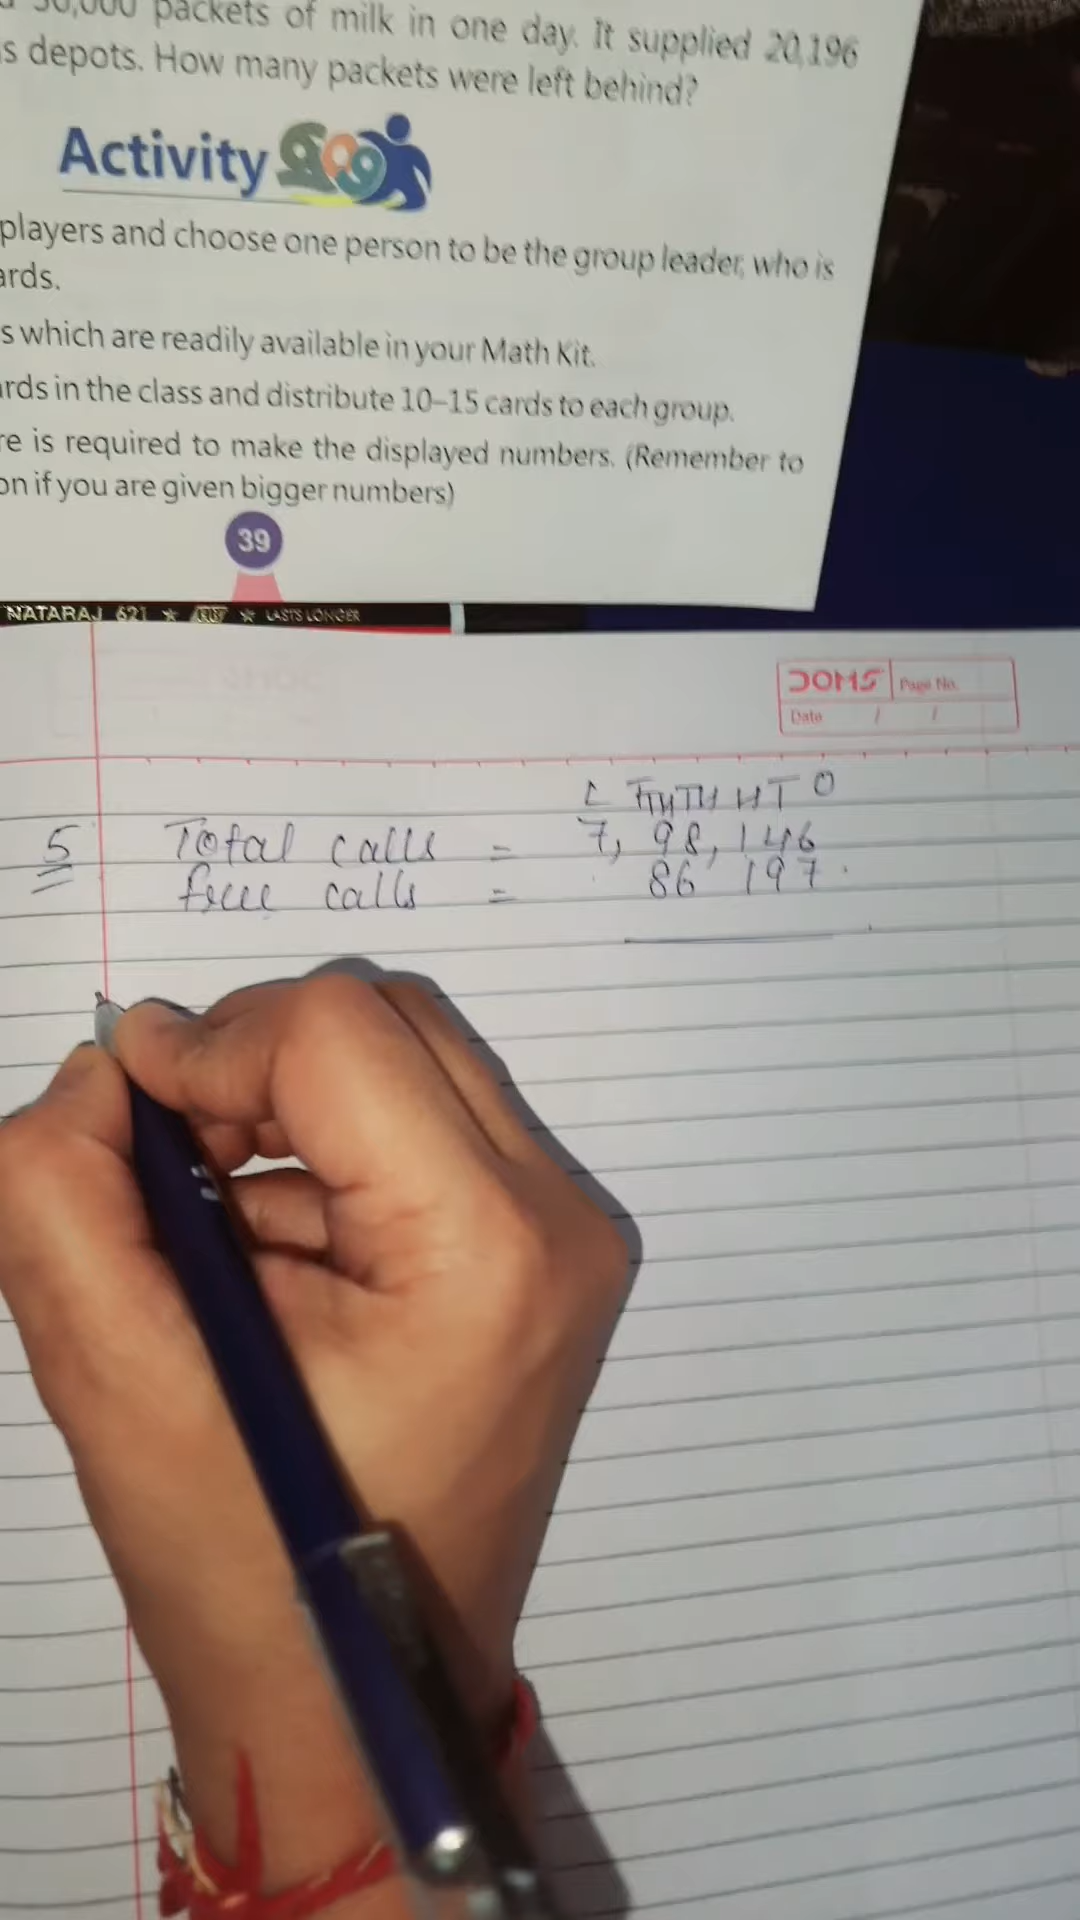 30,000 packets of milk in one day. It supplied 20,196
s depots. How many packets were left behind?
Activity
players and choose one person to be the group leader, who is
ards.
s which are readily available in your Math Kit.
ards in the class and distribute 10–15 cards to each group.
re is required to make the displayed numbers. (Remember to
on if you are given bigger numbers)
39
NATARAJ 621 ★ ★ LASTS LONGER
DOMS Page No.
Date / /
L TTH TH H T O
5 Total calls = 7, 98, 146
free calls = 86 197